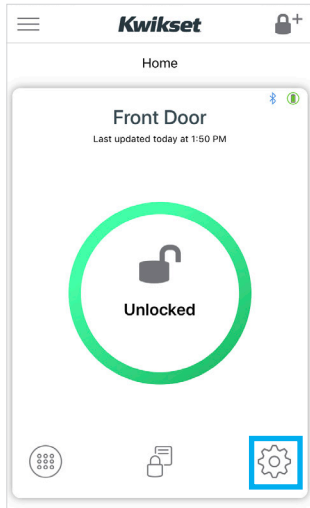 Kwikset
Home
Front Door
Last updated today at 1:50 PM
Unlocked